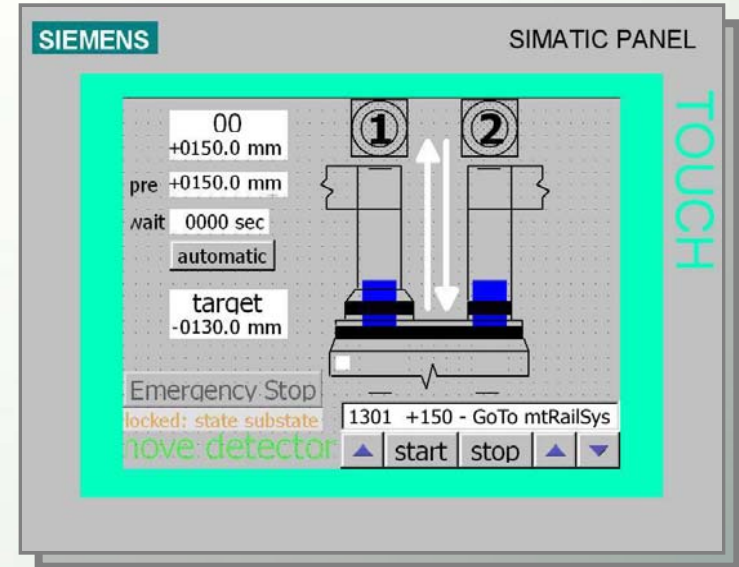 SIEMENS
SIMATIC PANEL
TOUCH
00
+0150.0 mm
pre +0150.0 mm
wait 0000 sec
automatic
target
-0130.0 mm
1
2
Emergency Stop
locked: state substate
move detector
1301 +150 - GoTo mtRailSys
start stop